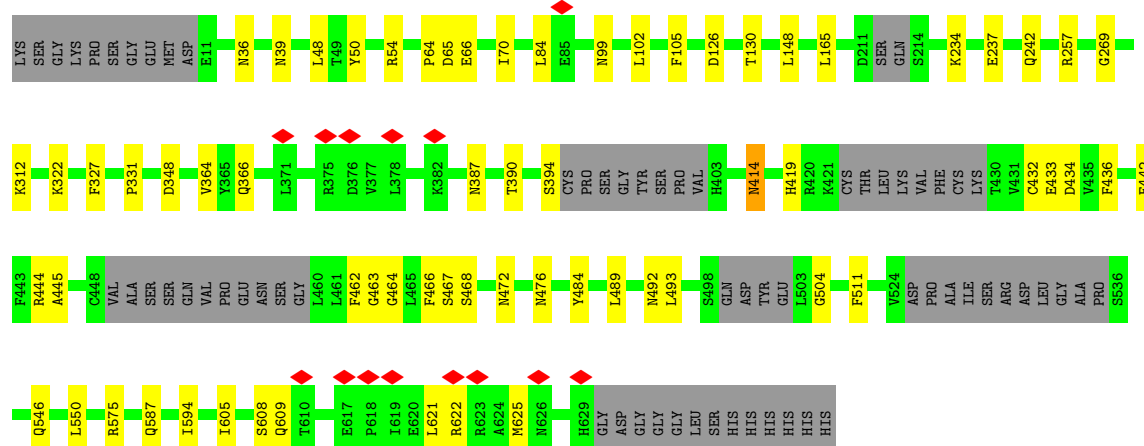 LYS SER GLY LYS PRO SER GLY GLU MET ASP E11 N36 N39 L48 T49 Y50 R54 P64 D65 E66 I70 L84 E85 N99 L102 F105 D126 T130 L148 L165 D211 SER GLN S214 K234 E237 Q242 R257 G269
K312 K322 F327 P331 D348 V364 Y365 Q366 L371 R375 D376 V377 L378 K382 N387 T390 S394 CYS PRO SER GLY TYR SER PRO VAL H403 N414 H419 R420 K421 CYS THR LEU LYS VAL PHE CYS LYS T430 V431 C432 E433 D434 V435 F436
F443 R444 A445 C448 VAL ALA SER SER GLN VAL PRO GLU ASN SER GLY L460 L461 F462 G463 G464 L465 F466 S467 S468 N472 N476 Y484 L489 N492 L493 S498 GLN ASP TYR GLU L503 G504 F511 V524 ASP PRO ALA ILE SER ARG ASP LEU GLY ALA PRO S536
Q546 L550 R575 Q587 I594 I605 S608 Q609 T610 E617 P618 I619 E620 L621 R622 R623 A624 M625 N626 H629 GLY ASP GLY GLY GLY LEU SER HIS HIS HIS HIS HIS HIS